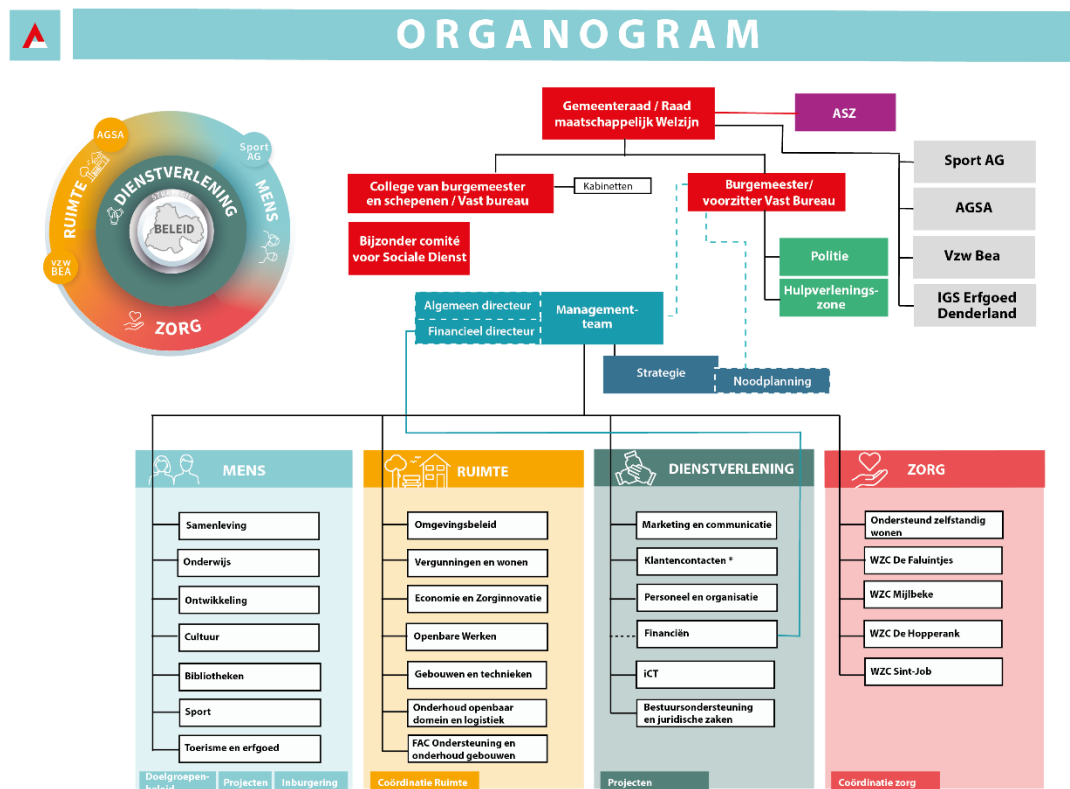 ORGANOGRAM
AGSA
Sport
AG
RUIMTE
DIENSTVERLENING
MENS
BELEID
VZW
BEA
ZORG
Gemeenteraad / Raad
maatschappelijk Welzijn
ASZ
College van burgemeester
en schepenen / Vast bureau
Kabinetten
Burgemeester/
voorzitter Vast Bureau
Sport AG
AGSA
Vzw Bea
IGS Erfgoed
Denderland
Bijzonder comité
voor Sociale Dienst
Politie
Hulpverlenings-
zone
Algemeen directeur
Financieel directeur
Management-
team
Strategie
Noodplanning
MENS
Samenleving
Onderwijs
Ontwikkeling
Cultuur
Bibliotheken
Sport
Toerisme en erfgoed
Doelgroepen-
beleid
Projecten
Inburgering
RUIMTE
Omgevingsbeleid
Vergunningen en wonen
Economie en Zorginnovatie
Openbare Werken
Gebouwen en technieken
Onderhoud openbaar
domein en logistiek
FAC Ondersteuning en
onderhoud gebouwen
Coördinatie Ruimte
DIENSTVERLENING
Marketing en communicatie
Klantencontacten *
Personeel en organisatie
Financiën
iCT
Bestuursondersteuning
en juridische zaken
Projecten
ZORG
Ondersteund zelfstandig
wonen
WZC De Faluintjes
WZC Mijlbeke
WZC De Hopperank
WZC Sint-Job
Coördinatie zorg